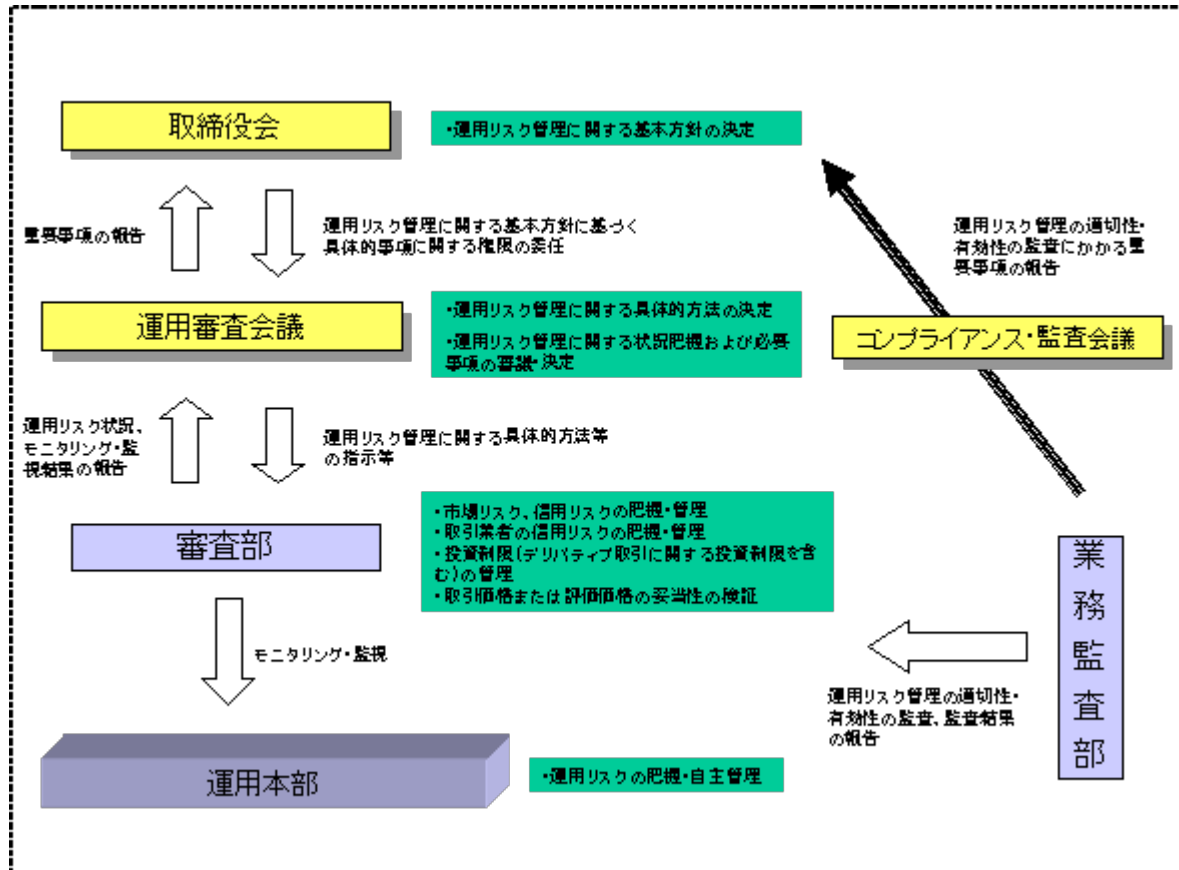 取締役会
・運用リスク管理に関する基本方針の決定
重要事項の報告
運用リスク管理に関する基本方針に基づく
具体的事項に関する権限の委任
運用リスク管理の適切性・
有効性の監査にかかる重
要事項の報告
運用審査会議
・運用リスク管理に関する具体的方法の決定
・運用リスク管理に関する状況把握および必要
事項の審議・決定
コンプライアンス・監査会議
運用リスク状況、
モニタリング・監
視結果の報告
運用リスク管理に関する具体的方法等
の指示等
審査部
・市場リスク、信用リスクの把握・管理
・取引業者の信用リスクの把握・管理
・投資制限(デリバティブ取引に関する投資制限を含
む)の管理
・取引価格または評価価格の妥当性の検証
業務監査部
モニタリング・監視
運用リスク管理の適切性・
有効性の監査、監査結果
の報告
運用本部
・運用リスクの把握・自主管理